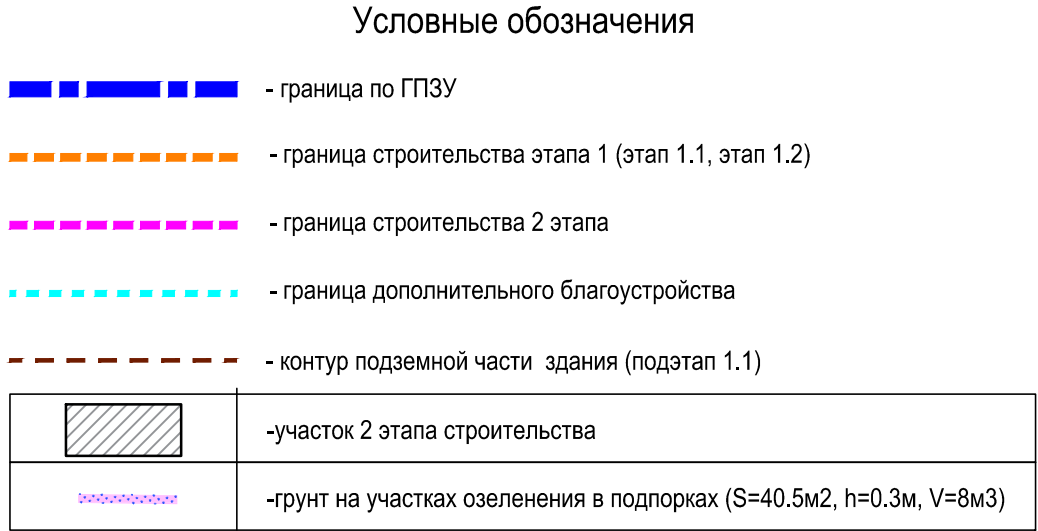 Условные обозначения
- граница по ГПЗУ
- граница строительства этапа 1 (этап 1.1, этап 1.2)
- граница строительства 2 этапа
- граница дополнительного благоустройства
- контур подземной части здания (подэтап 1.1)
-участок 2 этапа строительства
-грунт на участках озеленения в подпорках (S=40.5м2, h=0.3м, V=8м3)